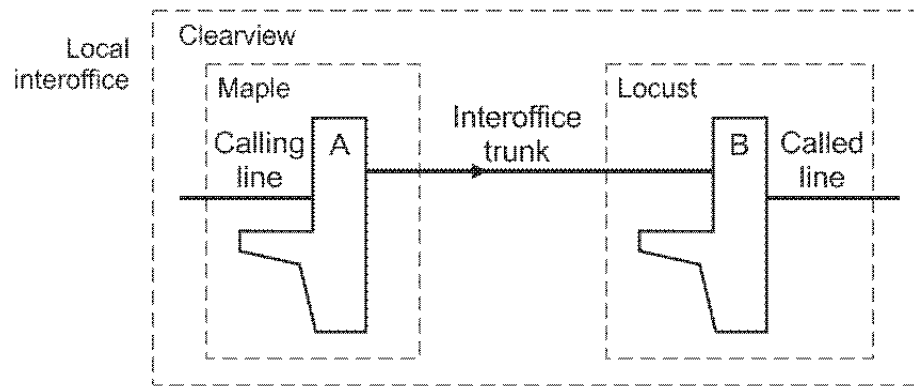 Local
interoffice
Clearview
Maple
Calling
line
A
Interoffice
trunk
Locust
B
Called
line